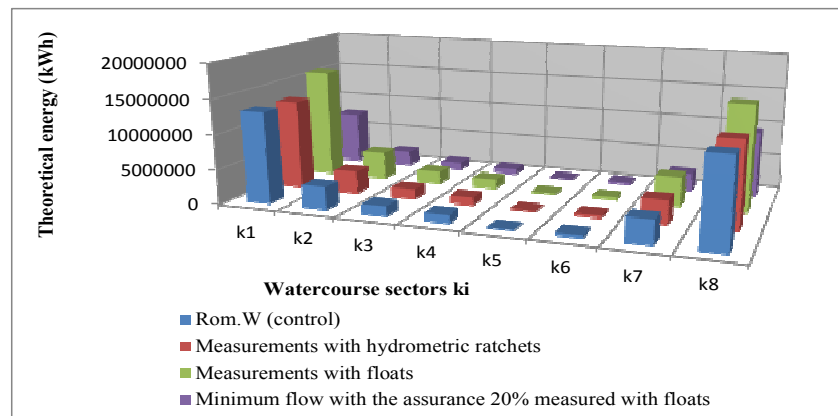 Theoretical energy (kWh)
20000000
15000000
10000000
5000000
0
k1 k2 k3 k4 k5 k6 k7 k8
Watercourse sectors ki
Rom.W (control)
Measurements with hydrometric ratchets
Measurements with floats
Minimum flow with the assurance 20% measured with floats